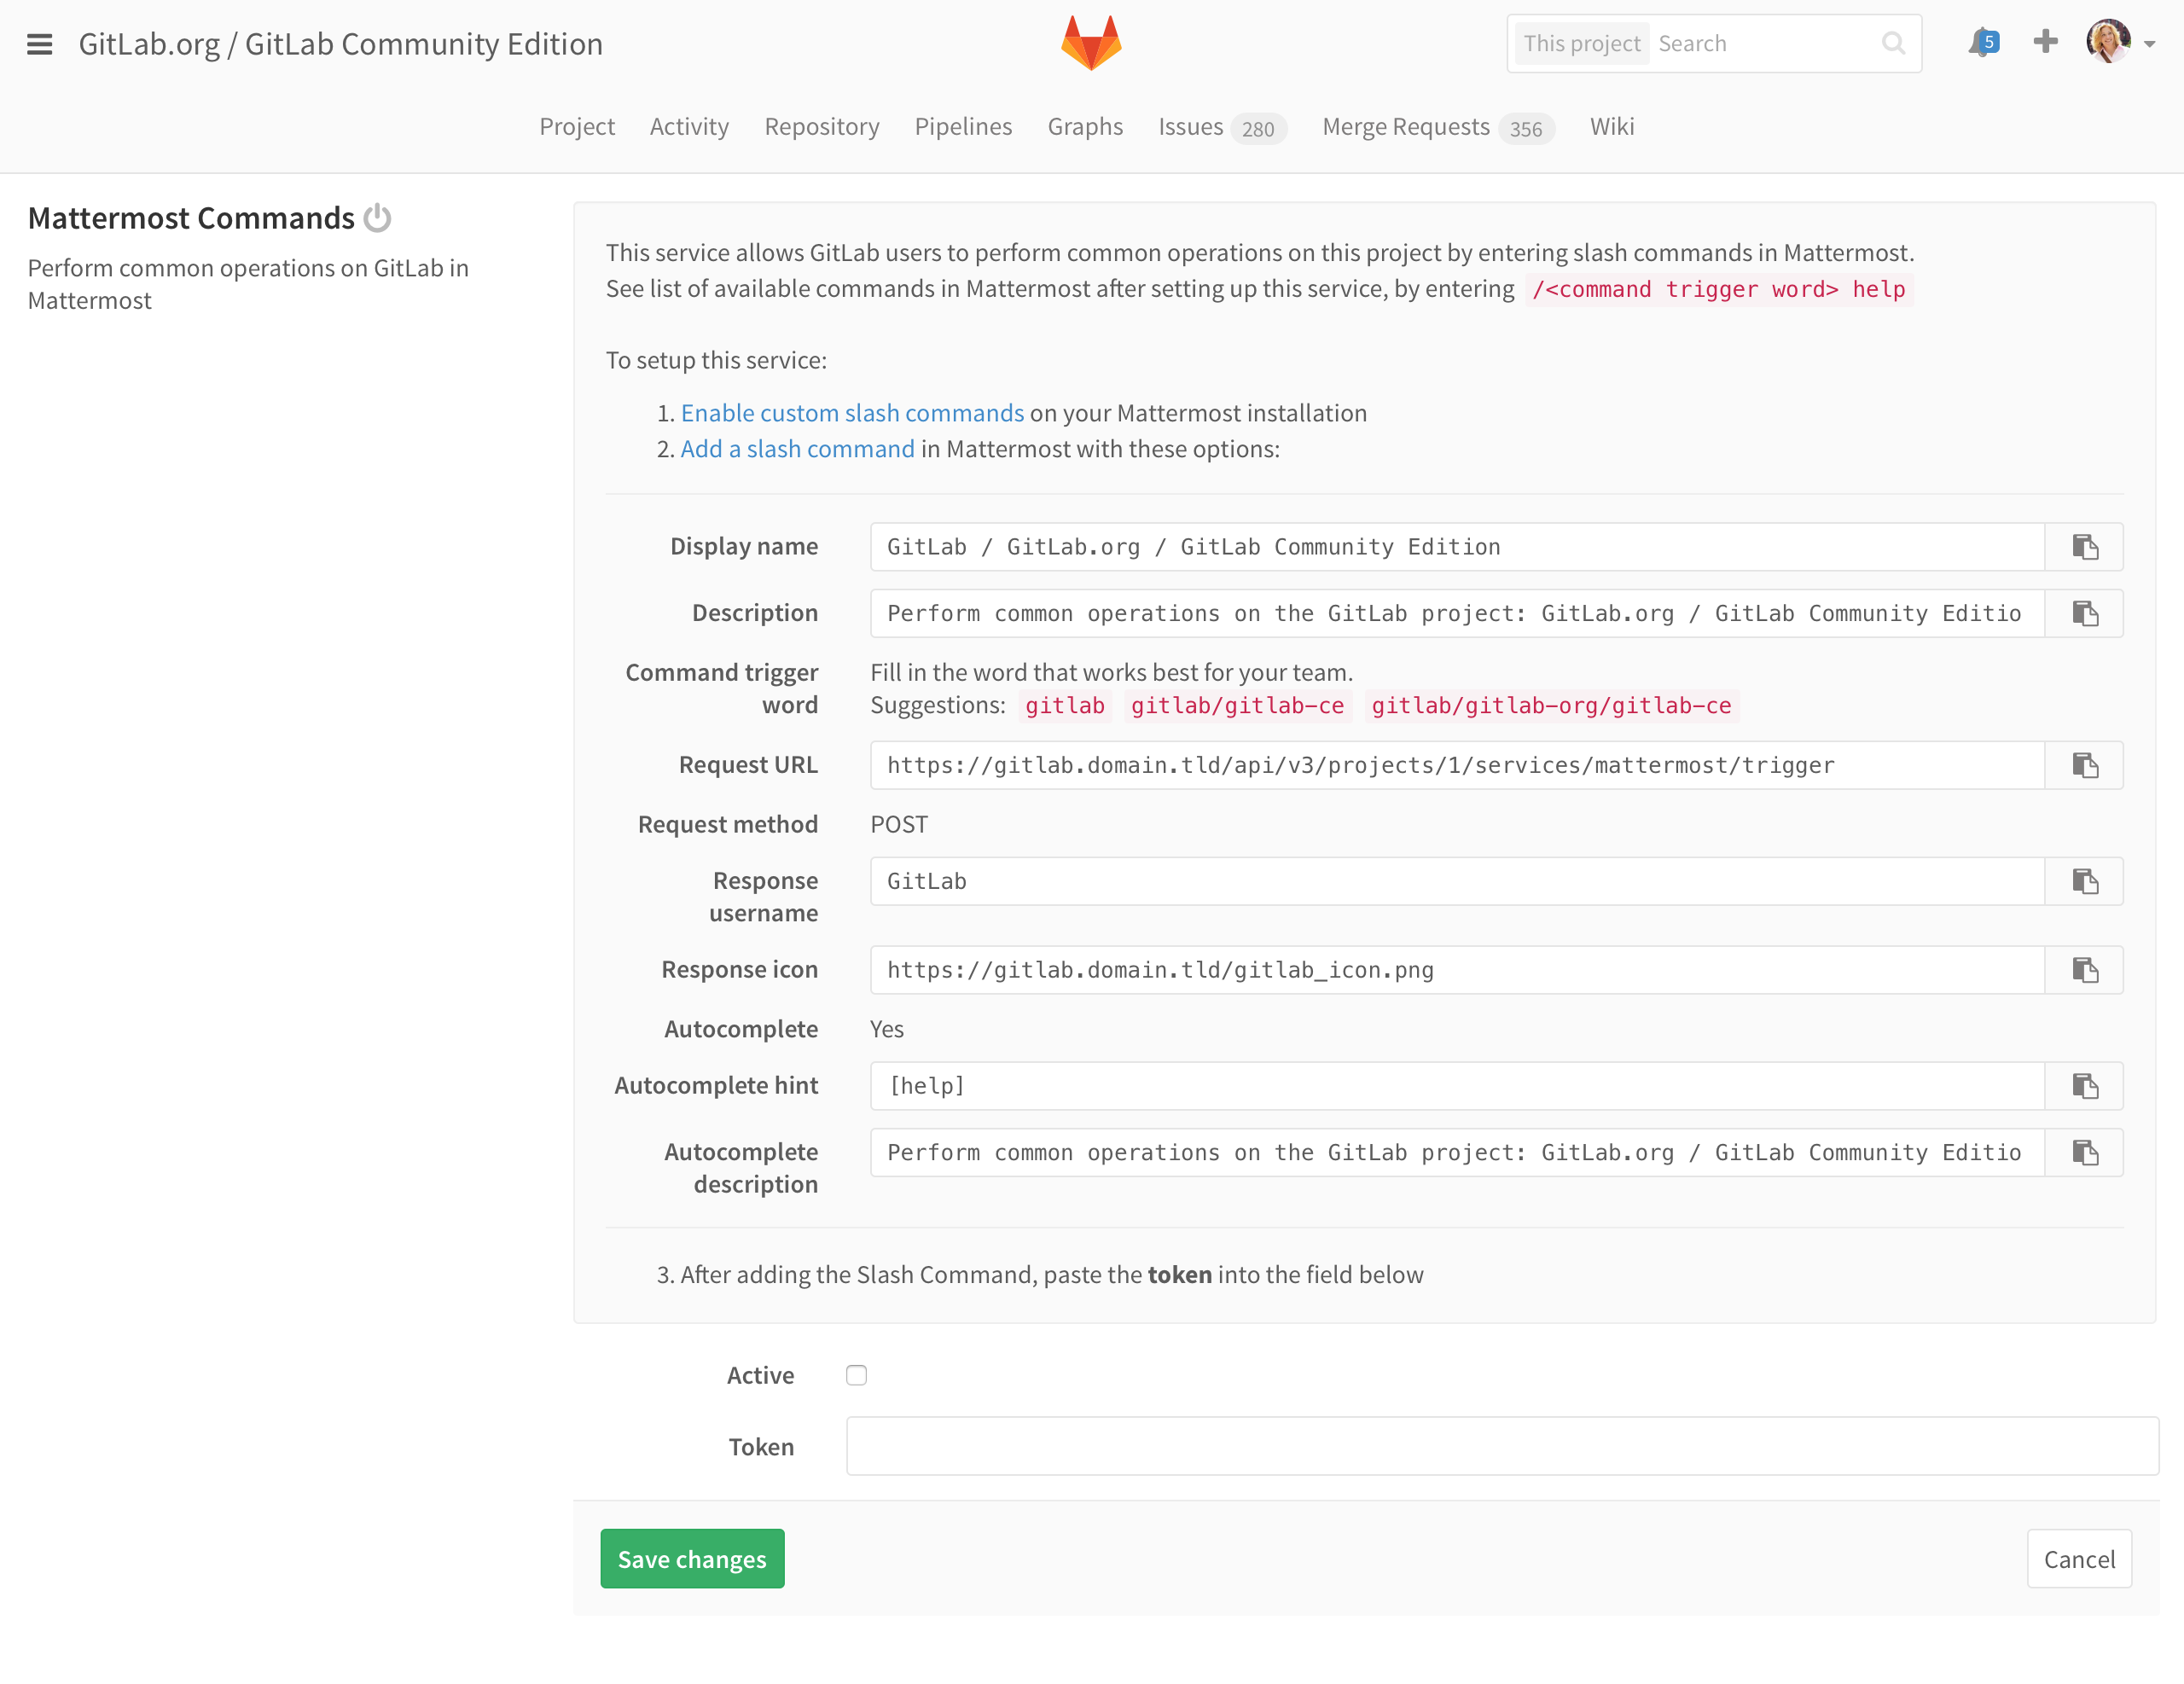 GitLab.org / GitLab Community Edition
This project Search
5
Project Activity Repository Pipelines Graphs Issues 280 Merge Requests 356 Wiki
Mattermost Commands
Perform common operations on GitLab in
Mattermost
This service allows GitLab users to perform common operations on this project by entering slash commands in Mattermost.
See list of available commands in Mattermost after setting up this service, by entering /<command trigger word> help
To setup this service:
1. Enable custom slash commands on your Mattermost installation
2. Add a slash command in Mattermost with these options:
Display name GitLab / GitLab.org / GitLab Community Edition
Description Perform common operations on the GitLab project: GitLab.org / GitLab Community Editio
Command trigger
word
Fill in the word that works best for your team.
Suggestions: gitlab gitlab/gitlab-ce gitlab/gitlab-org/gitlab-ce
Request URL https://gitlab.domain.tld/api/v3/projects/1/services/mattermost/trigger
Request method POST
Response
username
GitLab
Response icon https://gitlab.domain.tld/gitlab_icon.png
Autocomplete Yes
Autocomplete hint [help]
Autocomplete
description
Perform common operations on the GitLab project: GitLab.org / GitLab Community Editio
3. After adding the Slash Command, paste the token into the field below
Active
Token
Save changes Cancel